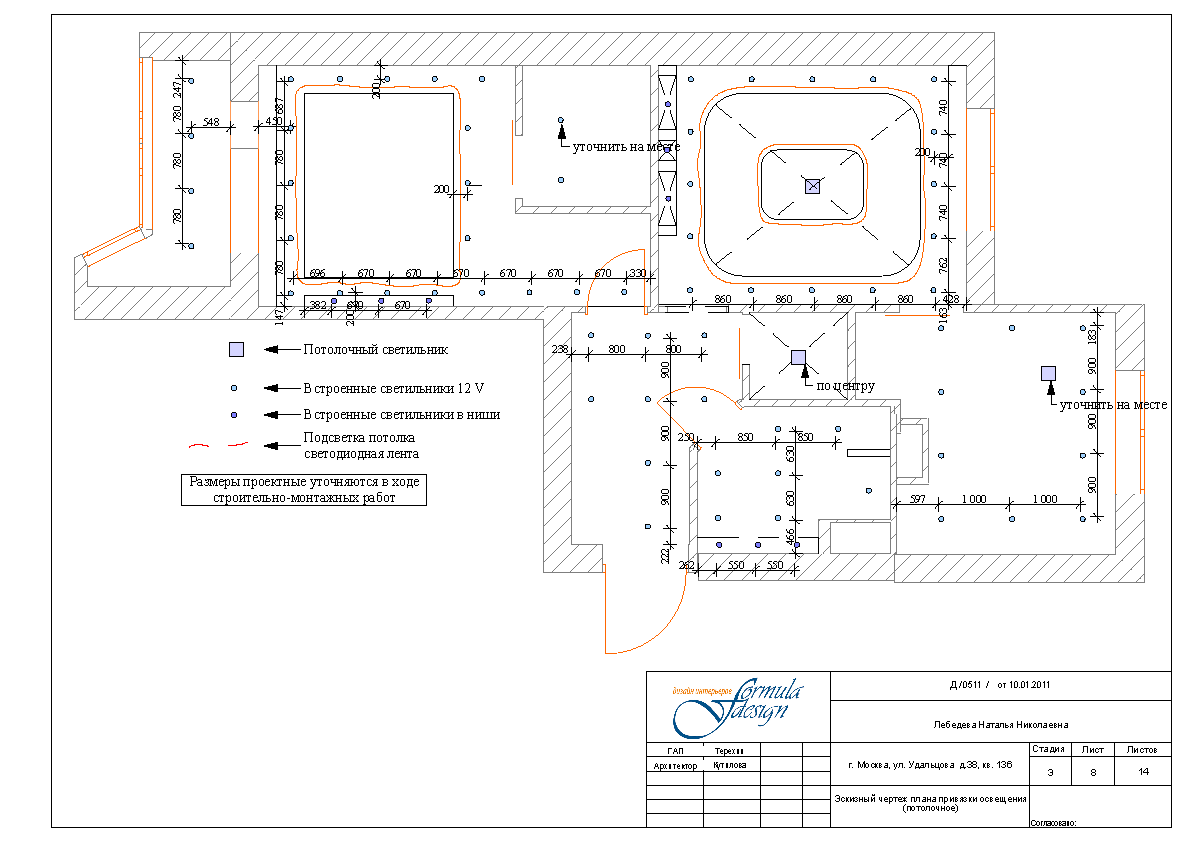 247
780
780
780
548
450
687
780
780
780
147
200
200
696
670
670
670
670
670
670
330
382
670
200
уточнить на месте
740
740
740
762
163
200
860
860
860
860
428
238
800
800
900
900
900
222
по центру
250
850
850
630
630
466
262
550
550
183
900
900
900
уточнить на месте
597
1 000
1 000
Потолочный светильник
Встроенные светильники 12 V
Встроенные светильники в ниши
Подсветка потолка
светодиодная лента
Размеры проектные уточняются в ходе
строительно-монтажных работ
дизайн интерьеров
formula
design
Д/0511 / от 10.01.2011
Лебедева Наталья Николаевна
ГАП Терехин
Архитектор Кутилова
г. Москва, ул. Удальцова д.38, кв. 136
Стадия Лист Листов
Э 8 14
Эскизный чертеж плана привязки освещения
(потолочное)
Согласовано: